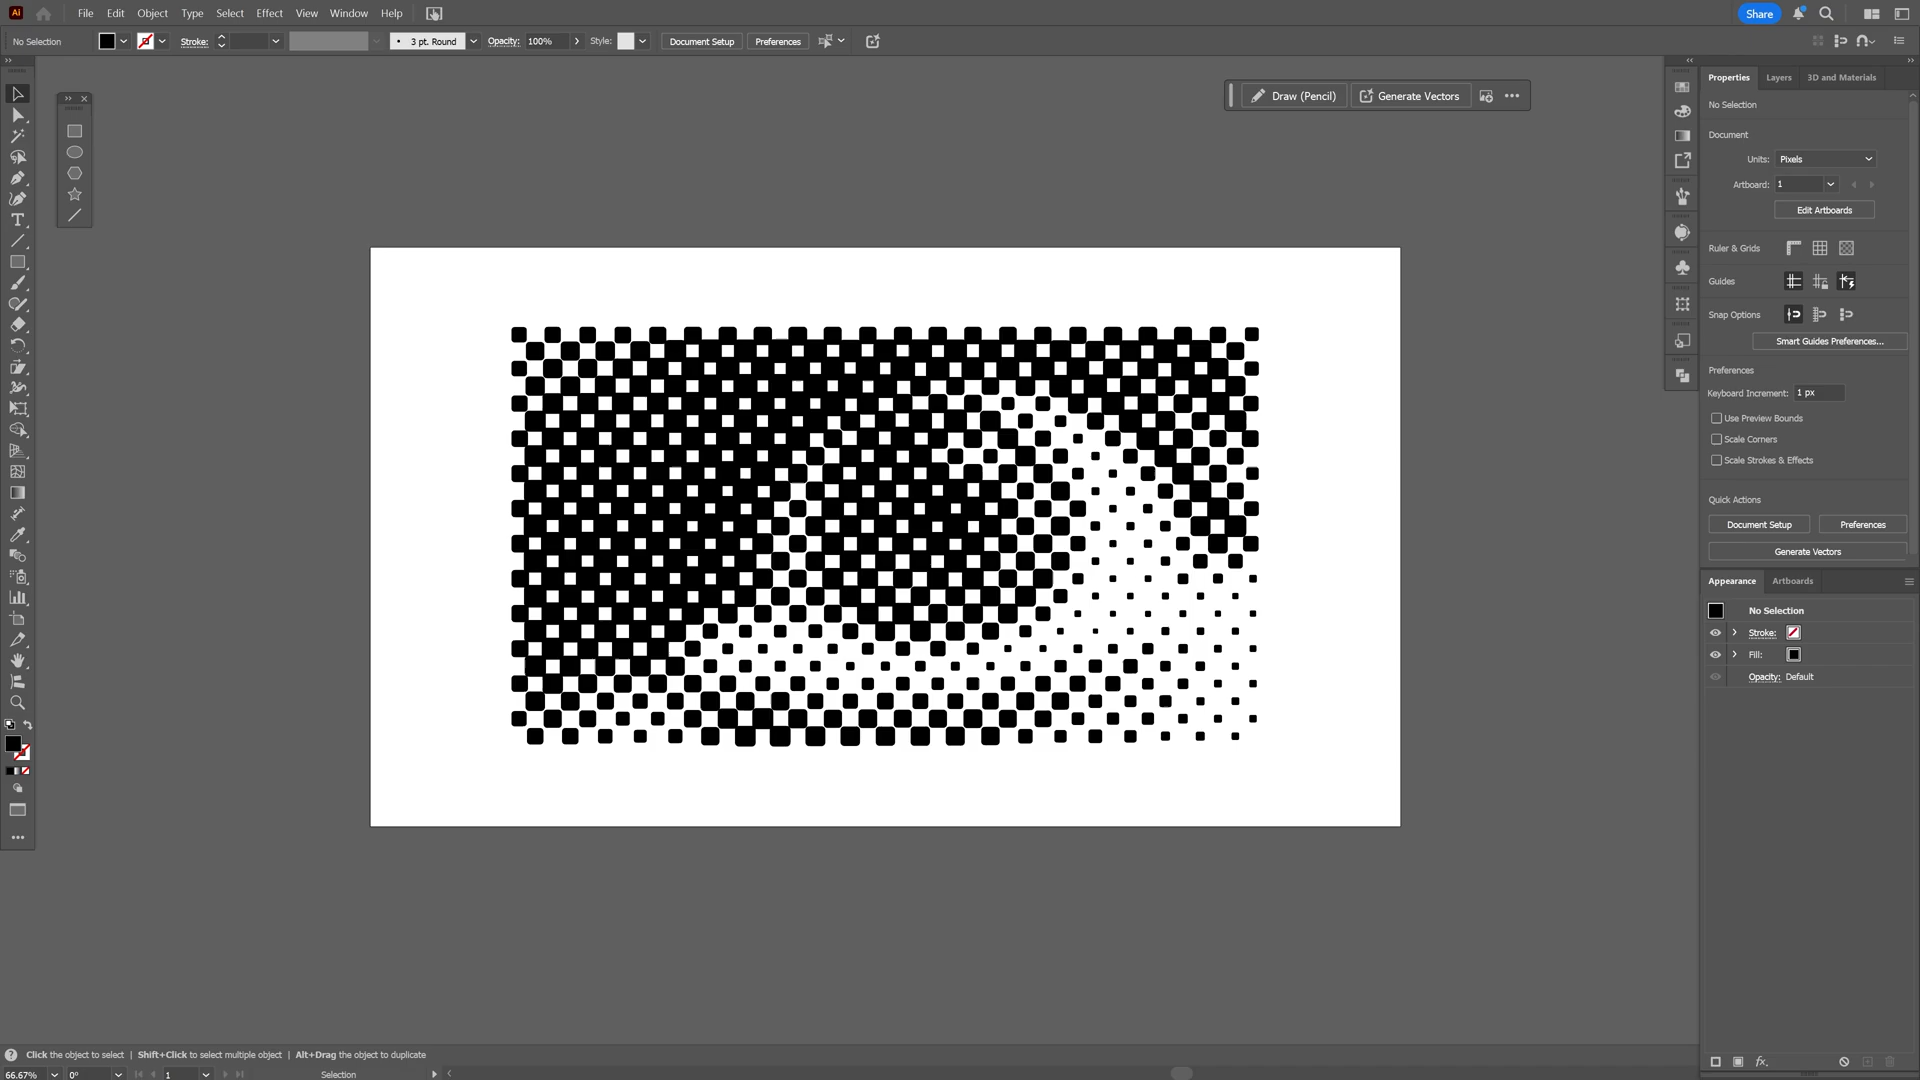 Ai File Edit Object Type Select Effect View Window Help Share
No Selection Stroke: • 3 pt. Round Opacity: 100% Style: Document Setup Preferences
Draw (Pencil) Generate Vectors
Properties Layers 3D and Materials
No Selection
Document
Units: Pixels
Artboard: 1
Edit Artboards
Ruler & Grids
Guides
Snap Options
Smart Guides Preferences...
Preferences
Keyboard Increment: 1 px
Use Preview Bounds
Scale Corners
Scale Strokes & Effects
Quick Actions
Document Setup Preferences
Generate Vectors
Appearance Artboards
No Selection
Stroke:
Fill:
Opacity: Default
fx.
Click the object to select | Shift+Click to select multiple object | Alt+Drag the object to duplicate
66.67% 0° 1 Selection